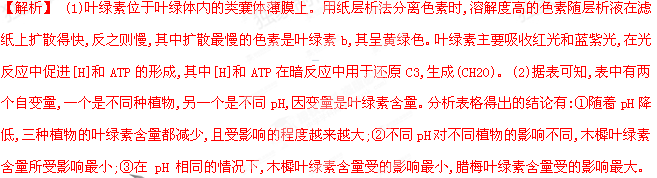 【解析】 (1)叶绿素位于叶绿体内的类囊体薄膜上。用纸层析法分离色素时,溶解度高的色素随层析液在滤
纸上扩散得快,反之则慢,其中扩散最慢的色素是叶绿素 b,其呈黄绿色。叶绿素主要吸收红光和蓝紫光,在光
反应中促进[H]和 ATP 的形成,其中[H]和 ATP 在暗反应中用于还原 C3,生成(CH2O)。(2)据表可知,表中有两
个自变量,一个是不同种植物,另一个是不同 pH,因变量是叶绿素含量。分析表格得出的结论有:①随着 pH 降
低,三种植物的叶绿素含量都减少,且受影响的程度越来越大;②不同 pH 对不同植物的影响不同,木樨叶绿素
含量所受影响最小;③在 pH 相同的情况下,木樨叶绿素含量受的影响最小,腊梅叶绿素含量受的影响最大。